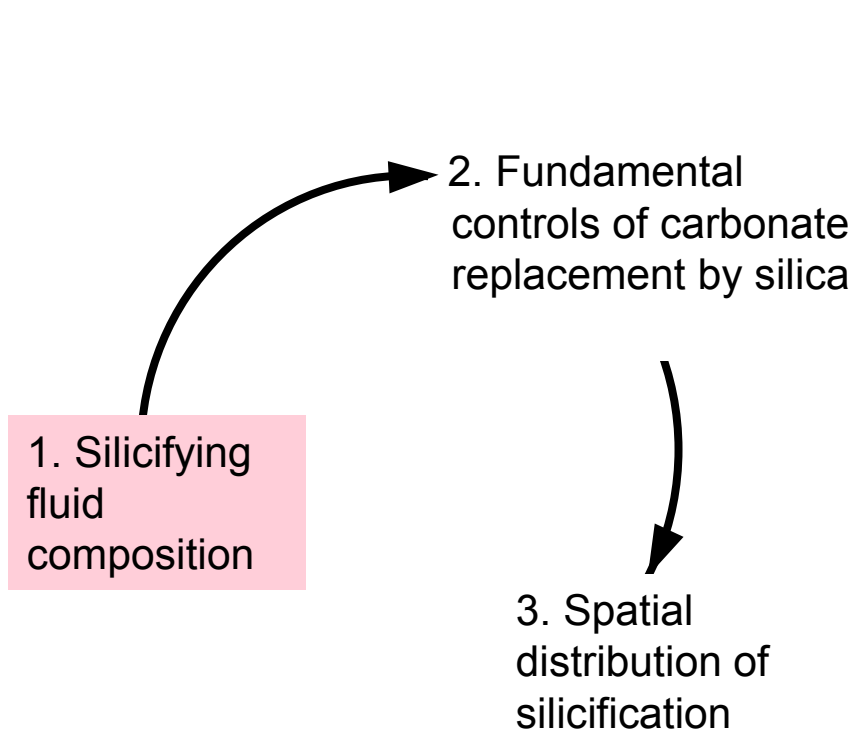 2. Fundamental
controls of carbonate
replacement by silica
1. Silicifying
fluid
composition
3. Spatial
distribution of
silicification